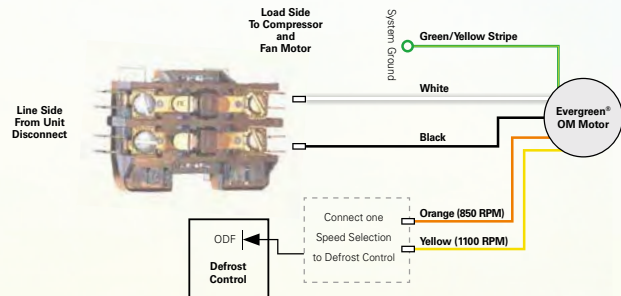 Load Side
To Compressor
and
Fan Motor
System Ground
Green/Yellow Stripe
White
Line Side
From Unit
Disconnect
Evergreen®
OM Motor
Black
Orange (850 RPM)
Connect one
Speed Selection
to Defrost Control
Yellow (1100 RPM)
ODF
Defrost
Control